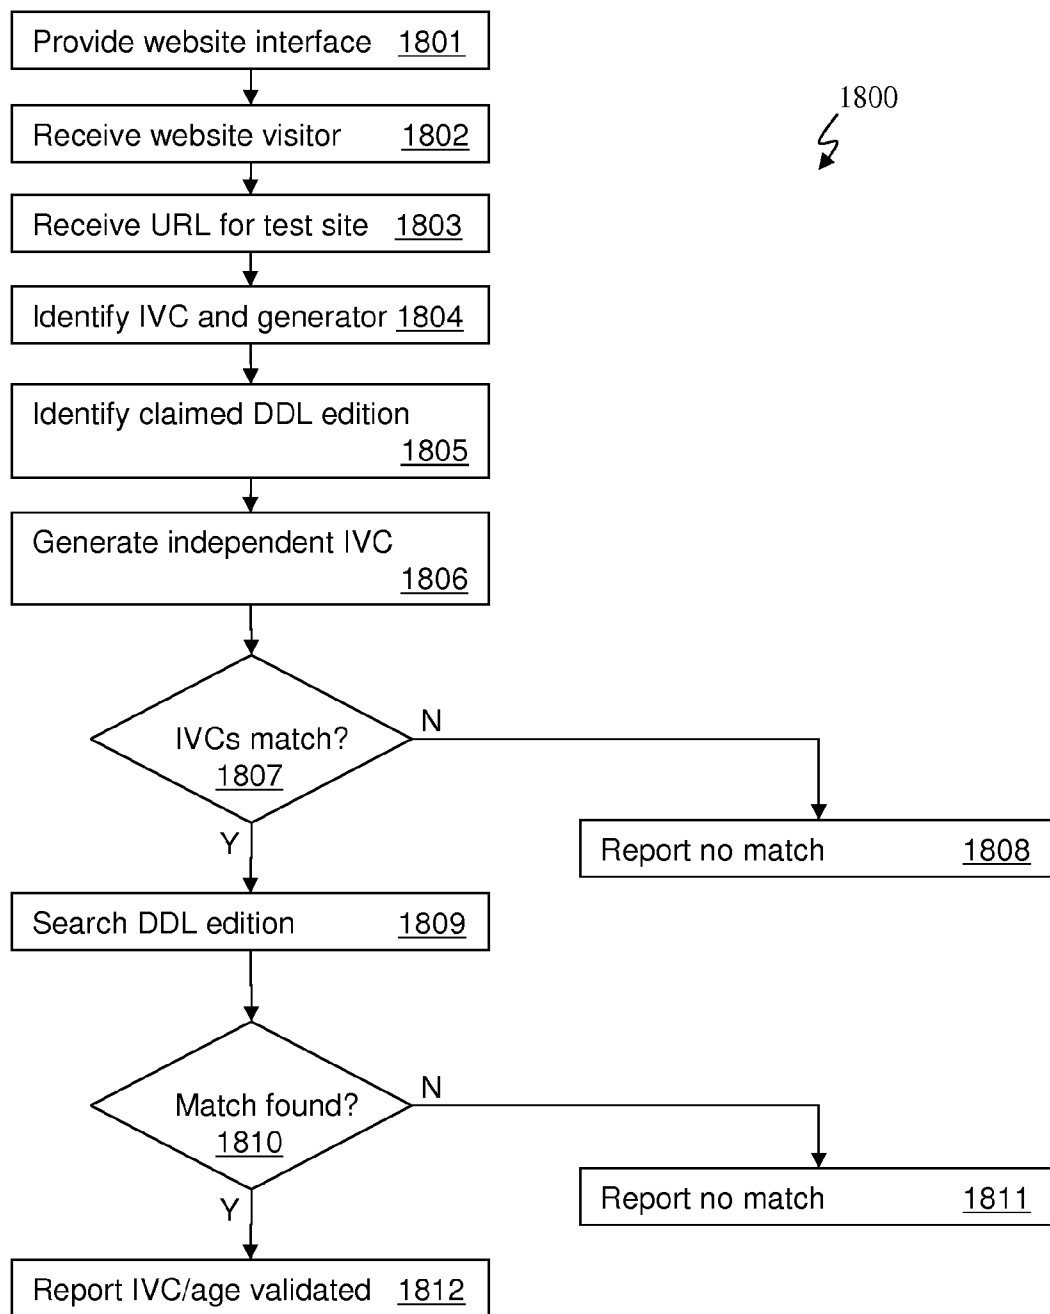 Provide website interface 1801
1800
Receive website visitor 1802
Receive URL for test site 1803
Identify IVC and generator 1804
Identify claimed DDL edition
1805
Generate independent IVC
1806
N
IVCs match?
1807
Y
Report no match 1808
Search DDL edition 1809
N
Match found?
1810
Y
Report no match 1811
Report IVC/age validated 1812